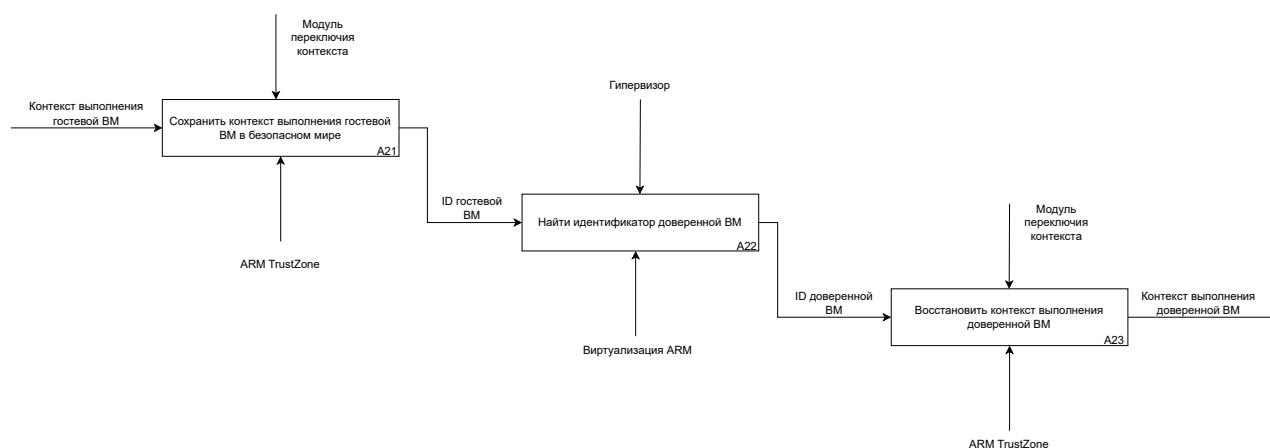 Модуль
переключия
контекста
Гипервизор
Контекст выполнения
гостевой ВМ
Сохранить контекст выполнения гостевой
ВМ в безопасном мире
A21
ID гостевой
ВМ
Найти идентификатор доверенной ВМ
A22
Модуль
переключия
контекста
ARM TrustZone
ID доверенной
ВМ
Восстановить контекст выполнения
доверенной ВМ
A23
Контекст выполнения
доверенной ВМ
Виртуализация ARM
ARM TrustZone